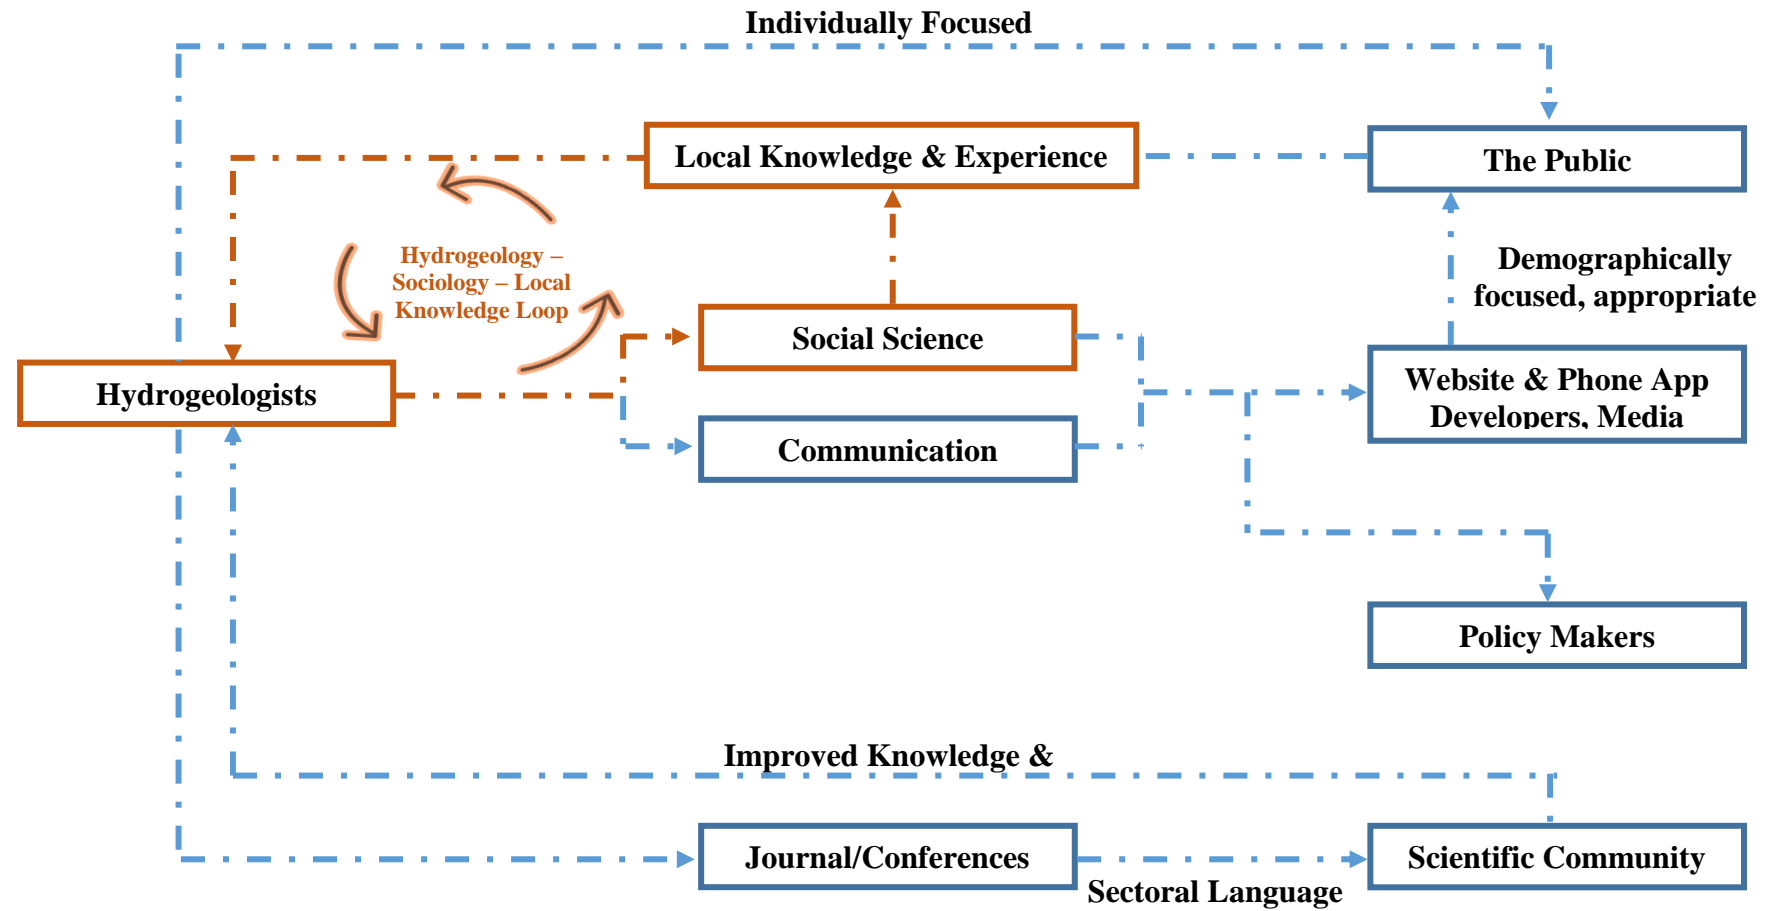 Individually Focused
Local Knowledge & Experience
The Public
Hydrogeology –
Sociology – Local
Knowledge Loop
Demographically
focused, appropriate
Social Science
Hydrogeologists
Website & Phone App
Developers, Media
Communication
Policy Makers
Improved Knowledge &
Journal/Conferences
Scientific Community
Sectoral Language